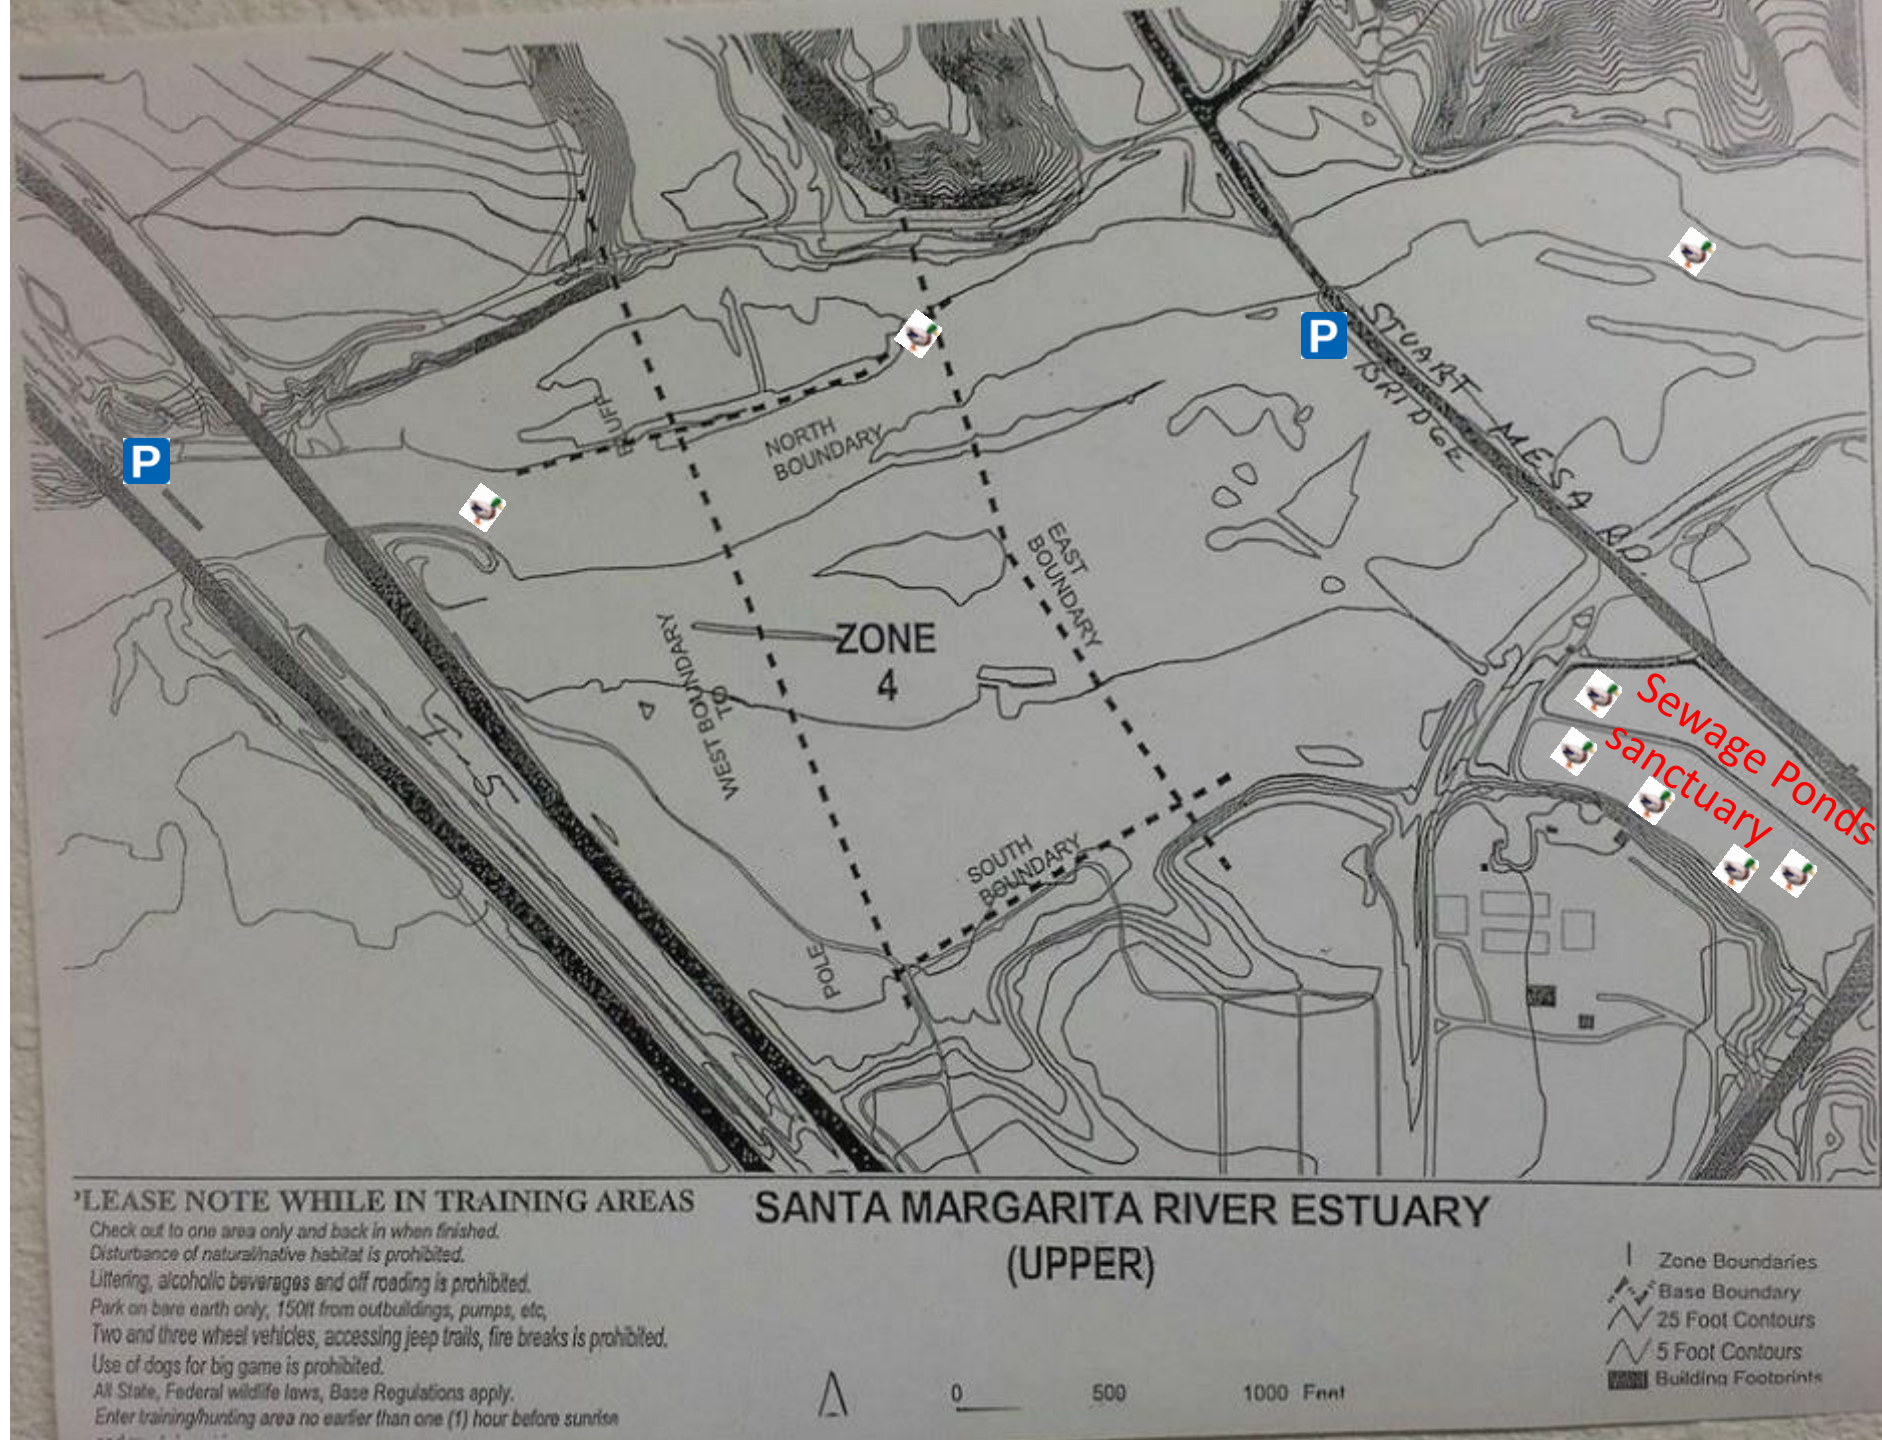 P
P
STUART MESA RD.
BRIDGE
BLUFF
NORTH
BOUNDARY
EAST
BOUNDARY
ZONE
4
WEST BOUNDARY
TO
I-5
Sewage Ponds
sanctuary
SOUTH
BOUNDARY
POLE
'LEASE NOTE WHILE IN TRAINING AREAS
Check out to one area only and back in when finished.
Disturbance of natural/native habitat is prohibited.
Littering, alcoholic beverages and off roading is prohibited.
Park on bare earth only, 150ft from outbuildings, pumps, etc,
Two and three wheel vehicles, accessing jeep trails, fire breaks is prohibited.
Use of dogs for big game is prohibited.
All State, Federal wildlife laws, Base Regulations apply.
Enter training/hunting area no earlier than one (1) hour before sunrise
SANTA MARGARITA RIVER ESTUARY
(UPPER)
0 500 1000 Feet
Zone Boundaries
Base Boundary
25 Foot Contours
5 Foot Contours
Building Footprints